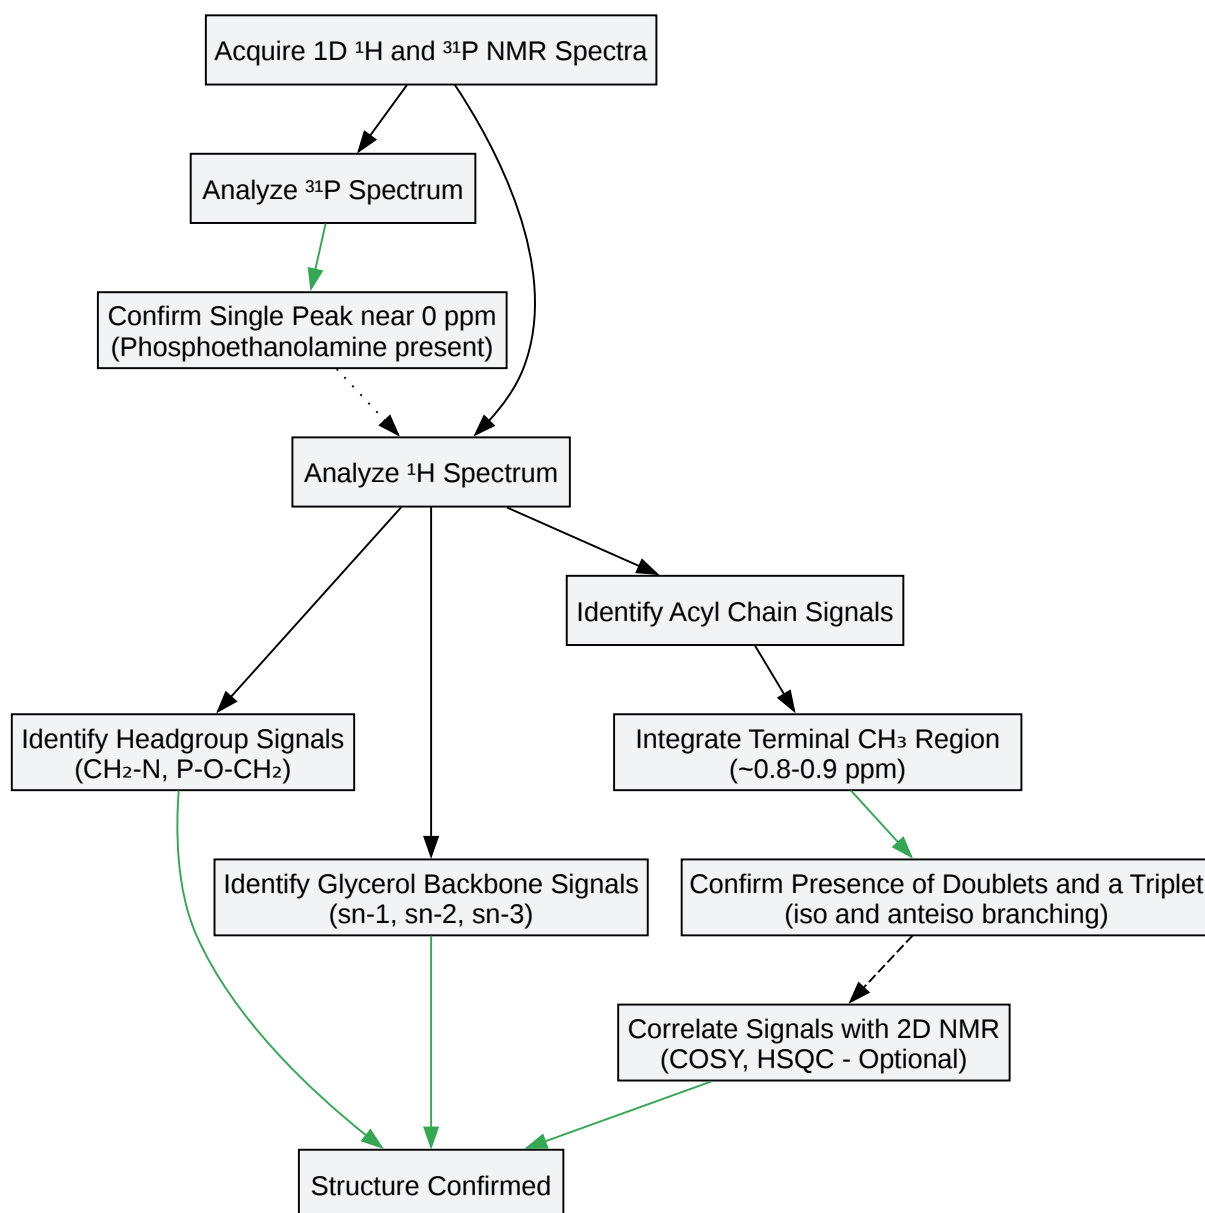 Acquire 1D ¹H and ³¹P NMR Spectra
Analyze ³¹P Spectrum
Confirm Single Peak near 0 ppm
(Phosphoethanolamine present)
Analyze ¹H Spectrum
Identify Acyl Chain Signals
Identify Headgroup Signals
(CH₂-N, P-O-CH₂)
Integrate Terminal CH₃ Region
(~0.8-0.9 ppm)
Identify Glycerol Backbone Signals
(sn-1, sn-2, sn-3)
Confirm Presence of Doublets and a Triplet
(iso and anteiso branching)
Correlate Signals with 2D NMR
(COSY, HSQC - Optional)
Structure Confirmed